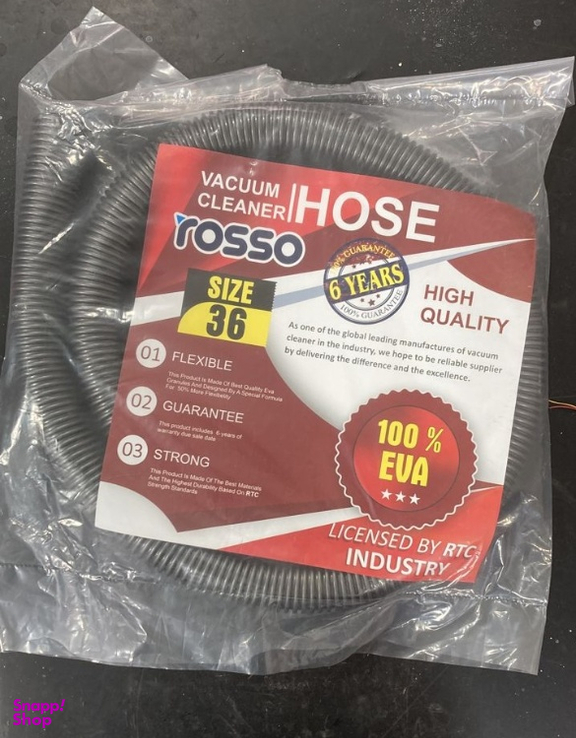 VACUUM
CLEANER
HOSE
rosso
SIZE
36
100% GUARANTEE
6 YEARS
100% GUARANTEE
HIGH
QUALITY
As one of the global leading manufactures of vacuum
cleaner in the industry, we hope to be reliable supplier
by delivering the difference and the excellence.
01 FLEXIBLE
This Product Is Made Of Best Quality Eva
Granules And Designed By A Special Formula
For 50% More Flexibility
02 GUARANTEE
This product includes 6 years of
warranty due sale date
03 STRONG
This Product Is Made Of The Best Materials
And The Highest Durability Based On RTC
Strength Standards
100 %
EVA
LICENSED BY RTC
INDUSTRY
Snapp!
Shop